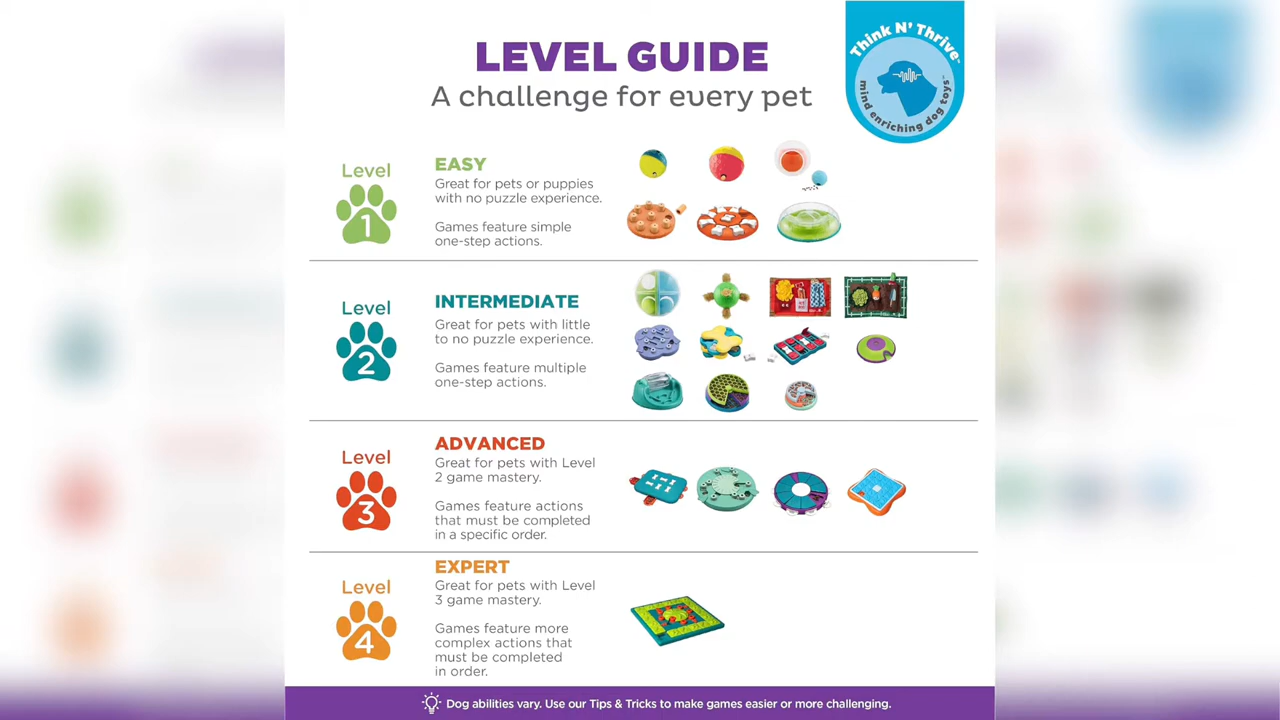 LEVEL GUIDE
A challenge for every pet
Think N' Thrive™
mind enriching dog toys™
Level
1
EASY
Great for pets or puppies
with no puzzle experience.
Games feature simple
one-step actions.
Level
2
INTERMEDIATE
Great for pets with little
to no puzzle experience.
Games feature multiple
one-step actions.
Level
3
ADVANCED
Great for pets with Level
2 game mastery.
Games feature actions
that must be completed
in a specific order.
Level
4
EXPERT
Great for pets with Level
3 game mastery.
Games feature more
complex actions that
must be completed
in order.
Dog abilities vary. Use our Tips & Tricks to make games easier or more challenging.